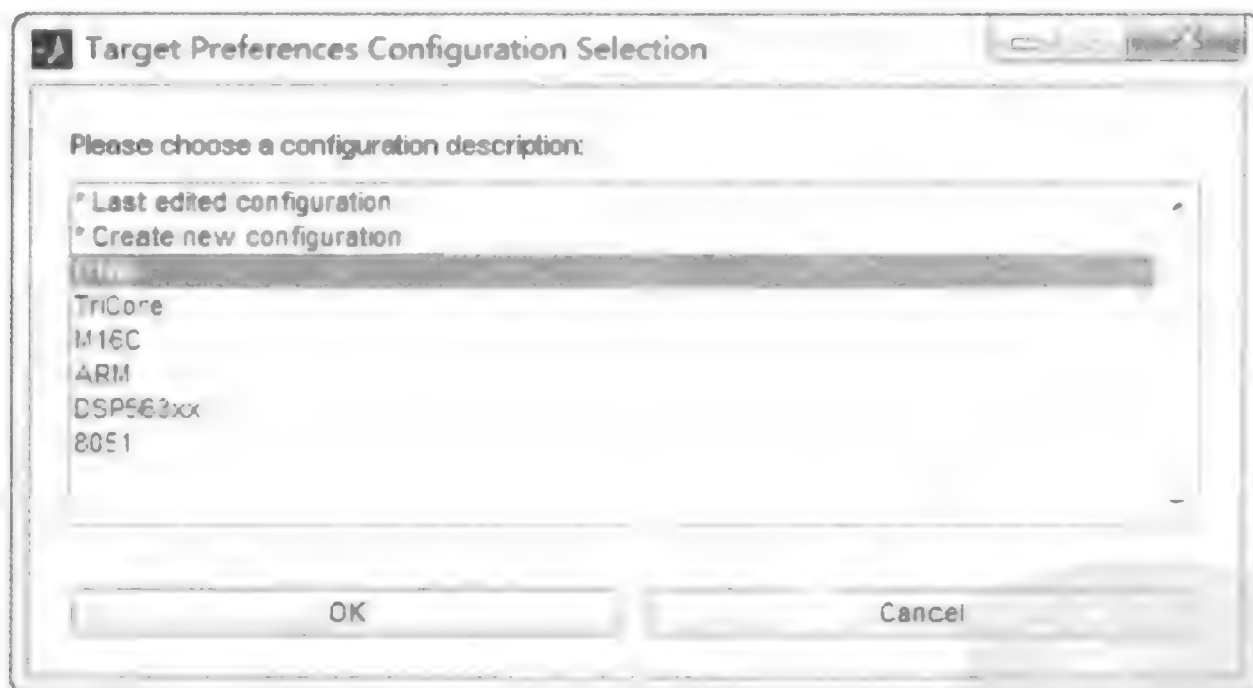 Target Preferences Configuration Selection
Please choose a configuration description:
* Last edited configuration
* Create new configuration
TriCore
M16C
ARM
DSP563xx
8051
OK
Cancel